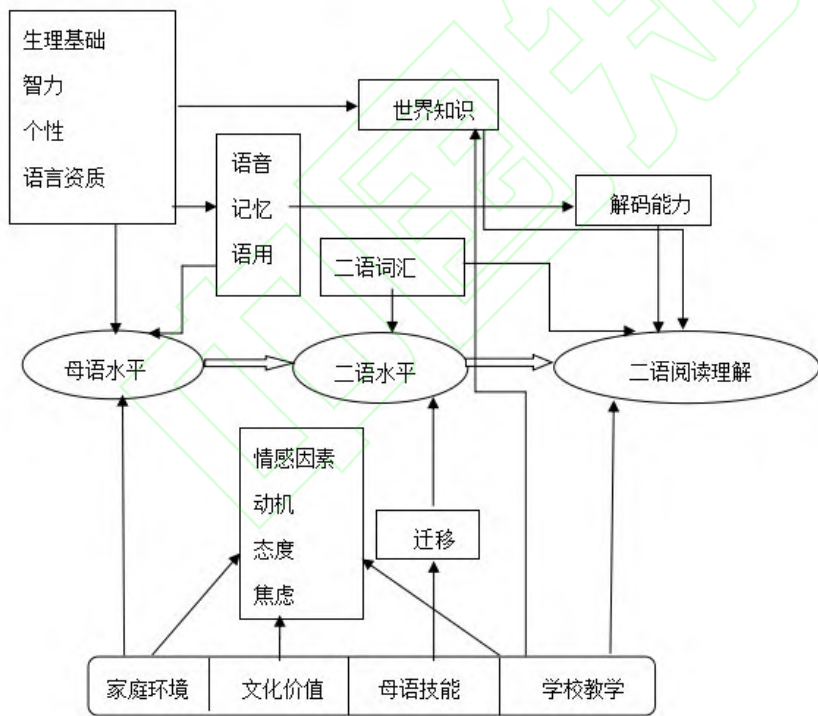 生理基础
智力
个性
语言资质
世界知识
语音
记忆
语用
解码能力
二语词汇
母语水平
二语水平
二语阅读理解
情感因素
动机
态度
焦虑
迁移
家庭环境
文化价值
母语技能
学校教学